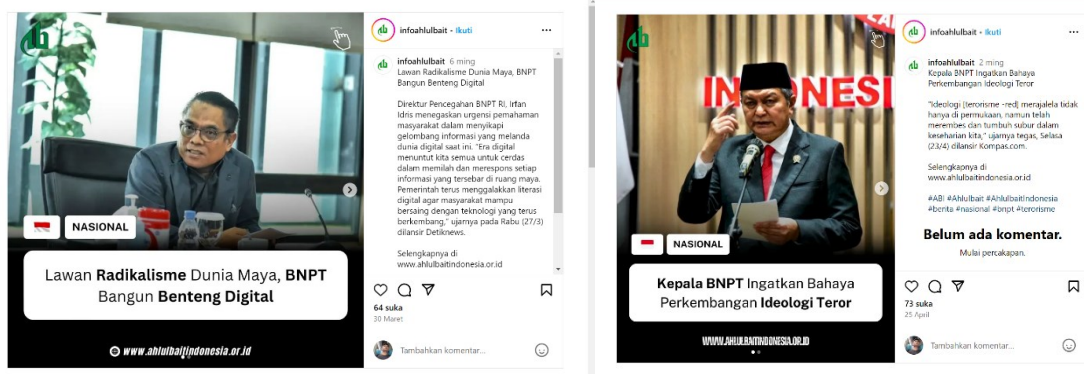 infoahlulbait • Ikuti
infoahlulbait 6 ming
Lawan Radikalisme Dunia Maya, BNPT
Bangun Benteng Digital
Direktur Pencegahan BNPT RI, Irfan
Idris menegaskan urgensi pemahaman
masyarakat dalam menyikapi
gelombang informasi yang melanda
dunia digital saat ini. "Era digital
menuntut kita semua untuk cerdas
dalam memilah dan merespons setiap
informasi yang tersebar di ruang maya.
Pemerintah terus menggalakkan literasi
digital agar masyarakat mampu
bersaing dengan teknologi yang terus
berkembang," ujarnya pada Rabu (27/3)
dilansir Detiknews.
Selengkapnya di
www.ahlulbaitindonesia.or.id
64 suka
30 Maret
Tambahkan komentar...
NASIONAL
Lawan Radikalisme Dunia Maya, BNPT
Bangun Benteng Digital
www.ahlulbaitindonesia.or.id
INDONESI
NASIONAL
Kepala BNPT Ingatkan Bahaya
Perkembangan Ideologi Teror
WWW.AHLULBAITINDONESIA.OR.ID
infoahlulbait • Ikuti
infoahlulbait 2 ming
Kepala BNPT Ingatkan Bahaya
Perkembangan Ideologi Teror
"Ideologi [terorisme -red] merajalela tidak
hanya di permukaan, namun telah
merembes dan tumbuh subur dalam
keseharian kita," ujarnya tegas, Selasa
(23/4) dilansir Kompas.com.
Selengkapnya di
www.ahlulbaitindonesia.or.id
#ABI #Ahlulbait #AhlulbaitIndonesia
#berita #nasional #bnpt #terorisme
Belum ada komentar.
Mulai percakapan.
73 suka
25 April
Tambahkan komentar...